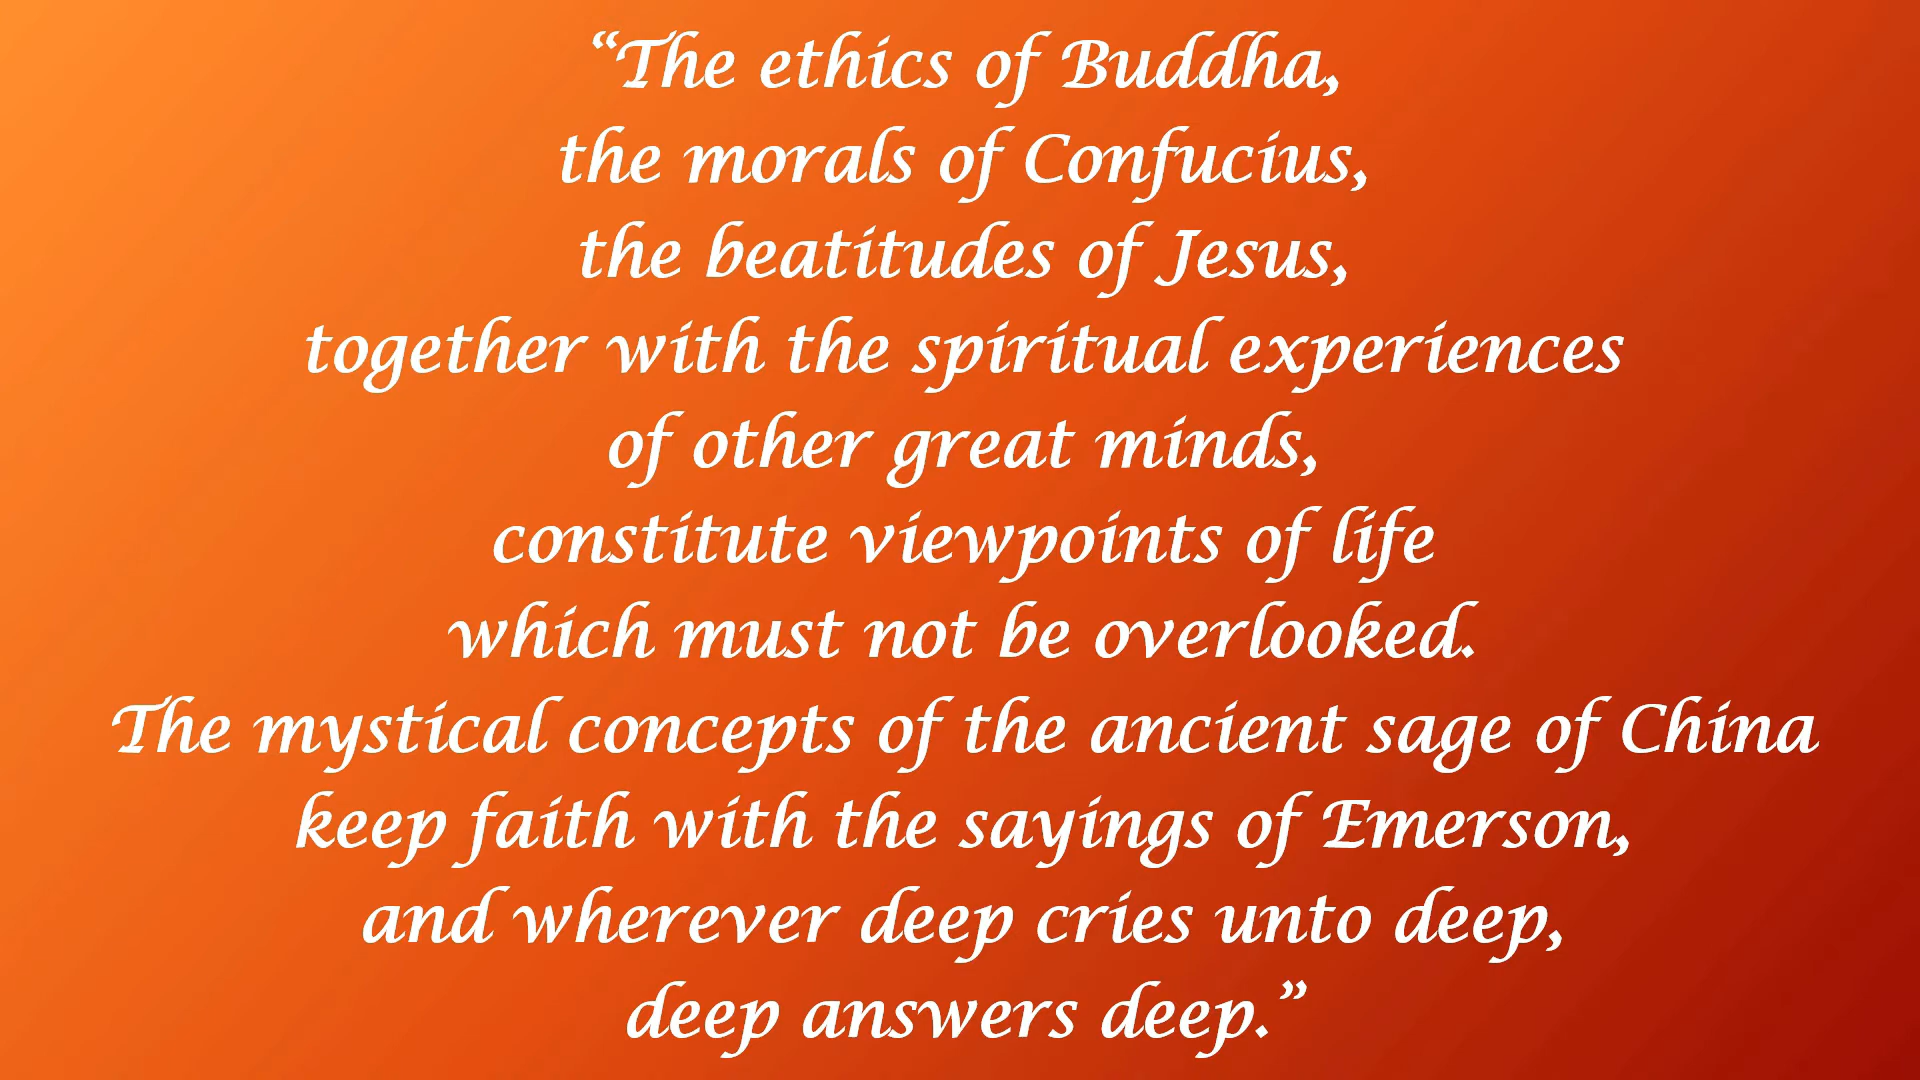 “The ethics of Buddha,
the morals of Confucius,
the beatitudes of Jesus,
together with the spiritual experiences
of other great minds,
constitute viewpoints of life
which must not be overlooked.
The mystical concepts of the ancient sage of China
keep faith with the sayings of Emerson,
and wherever deep cries unto deep,
deep answers deep.”